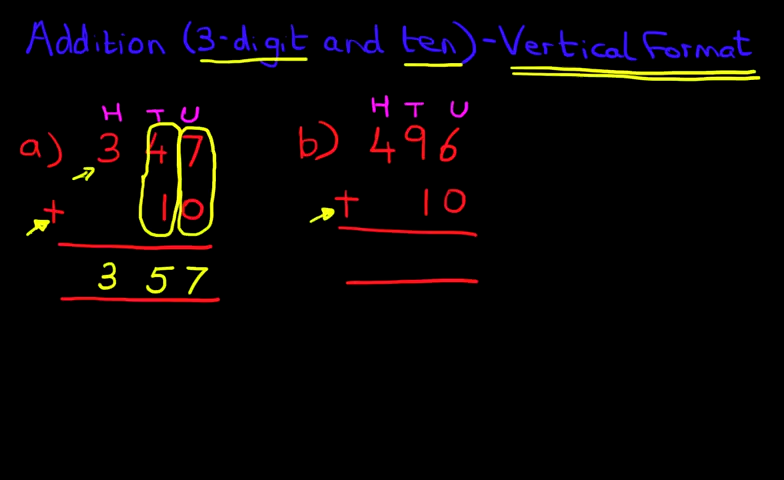 Addition (3-digit and ten)-Vertical Format
H T U H T U
a) 3 4 7 b) 4 9 6
+ 1 0 + 1 0
3 5 7